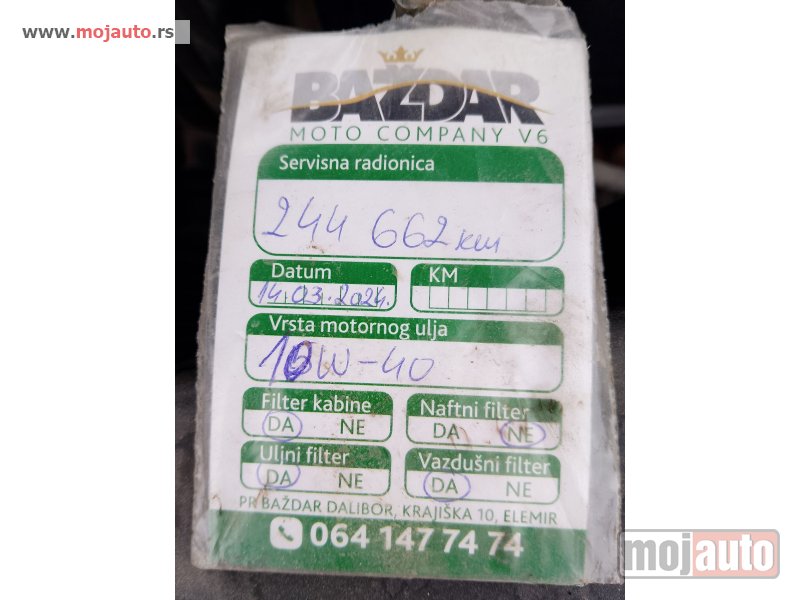 www.mojauto.rs
BAŽDAR
MOTO COMPANY V6
Servisna radionica
244 662 km
Datum KM
14.03.2024.
Vrsta motornog ulja
10W-40
Filter kabine Naftni filter
DA NE DA NE
Uljni filter Vazdušni filter
DA NE DA NE
PR BAŽDAR DALIBOR, KRAJIŠKA 10, ELEMIR
064 147 74 74
mojauto